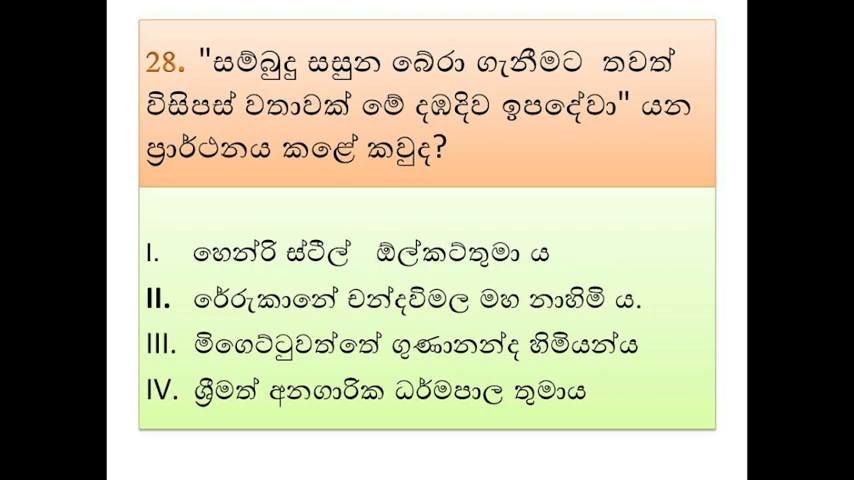 28. "සම්බුදු සසුන බේරා ගැනීමට තවත්
විසිපස් වතාවක් මේ දඹදිව ඉපදේවා" යන
ප්‍රාර්ථනය කළේ කවුද?
I. හෙන්රි ස්ටීල් ඕල්කට්තුමා ය
II. රේරුකානේ චන්දවිමල මහ නාහිමි ය.
III. මිගෙට්ටුවත්තේ ගුණානන්ද හිමියන්ය
IV. ශ්‍රීමත් අනගාරික ධර්මපාල තුමාය